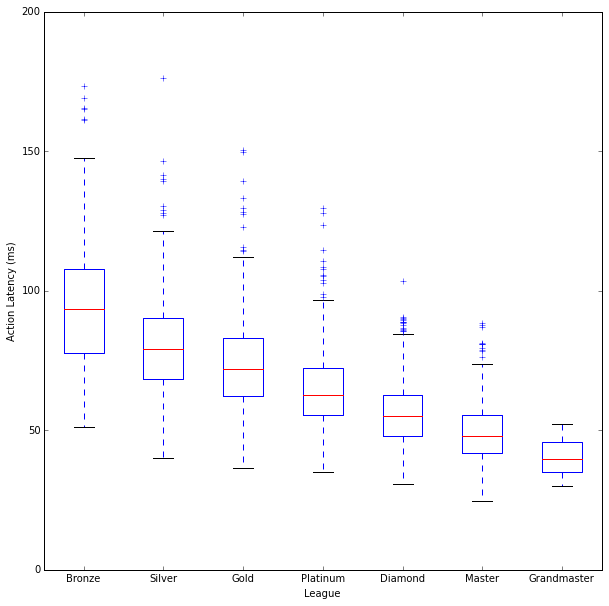 200
150
100
50
0
Action Latency (ms)
Bronze Silver Gold Platinum Diamond Master Grandmaster
League